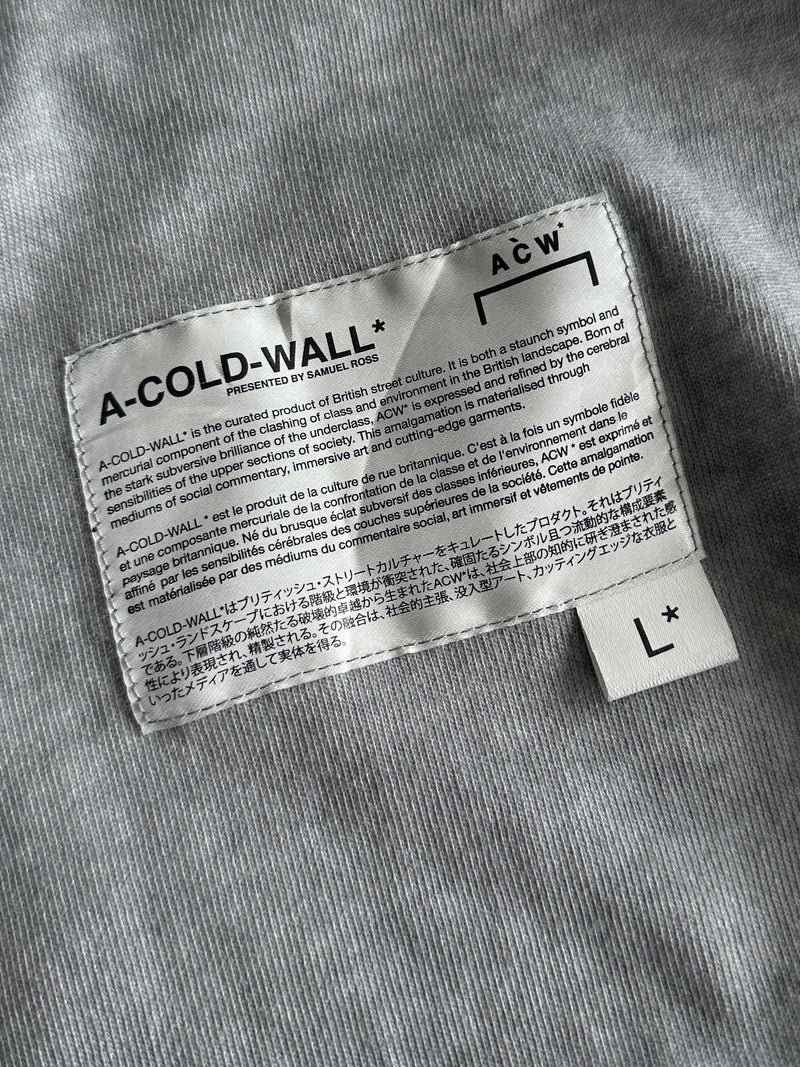 A-COLD-WALL*
PRESENTED BY SAMUEL ROSS
ACW*
A-COLD-WALL* is the curated product of British street culture. It is both a staunch symbol and
mercurial component of the clashing of class and environment in the British landscape. Born of
the stark subversive brilliance of the underclass, ACW* is expressed and refined by the cerebral
sensibilities of the upper sections of society. This amalgamation is materialised through
mediums of social commentary, immersive art and cutting-edge garments.
A-COLD-WALL * est le produit de la culture de rue britannique. C'est à la fois un symbole fidèle
et une composante mercuriale de la confrontation de la classe et de l'environnement dans le
paysage britannique. Né du brusque éclat subversif des classes inférieures, ACW * est exprimé et
affiné par les sensibilités cérébrales des couches supérieures de la société. Cette amalgamation
est matérialisée par des médiums du commentaire social, art immersif et vêtements de pointe.
A-COLD-WALL*はブリティッシュ・ストリートカルチャーをキュレートしたプロダクト。それはブリティ
ッシュ・ランドスケープにおける階級と環境が衝突された、確固たるシンボル且つ流動的な構成要素
である。下層階級の純然たる破壊的卓越から生まれたACW*は、社会上部の知的に研ぎ澄まされた感
性により表現され、精製される。その融合は、社会的主張、没入型アート、カッティングエッジな衣服と
いったメディアを通して実体を得る。
L*